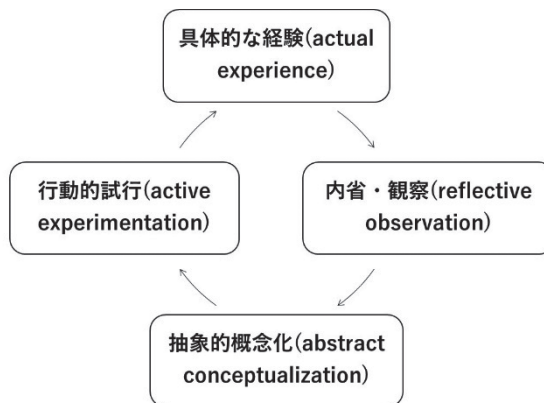 具体的な経験(actual
experience)
行動的試行(active
experimentation)
内省・観察(reflective
observation)
抽象的概念化(abstract
conceptualization)